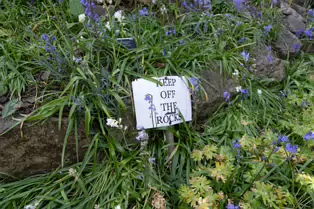 KEEP
OFF
THE
ROCKS